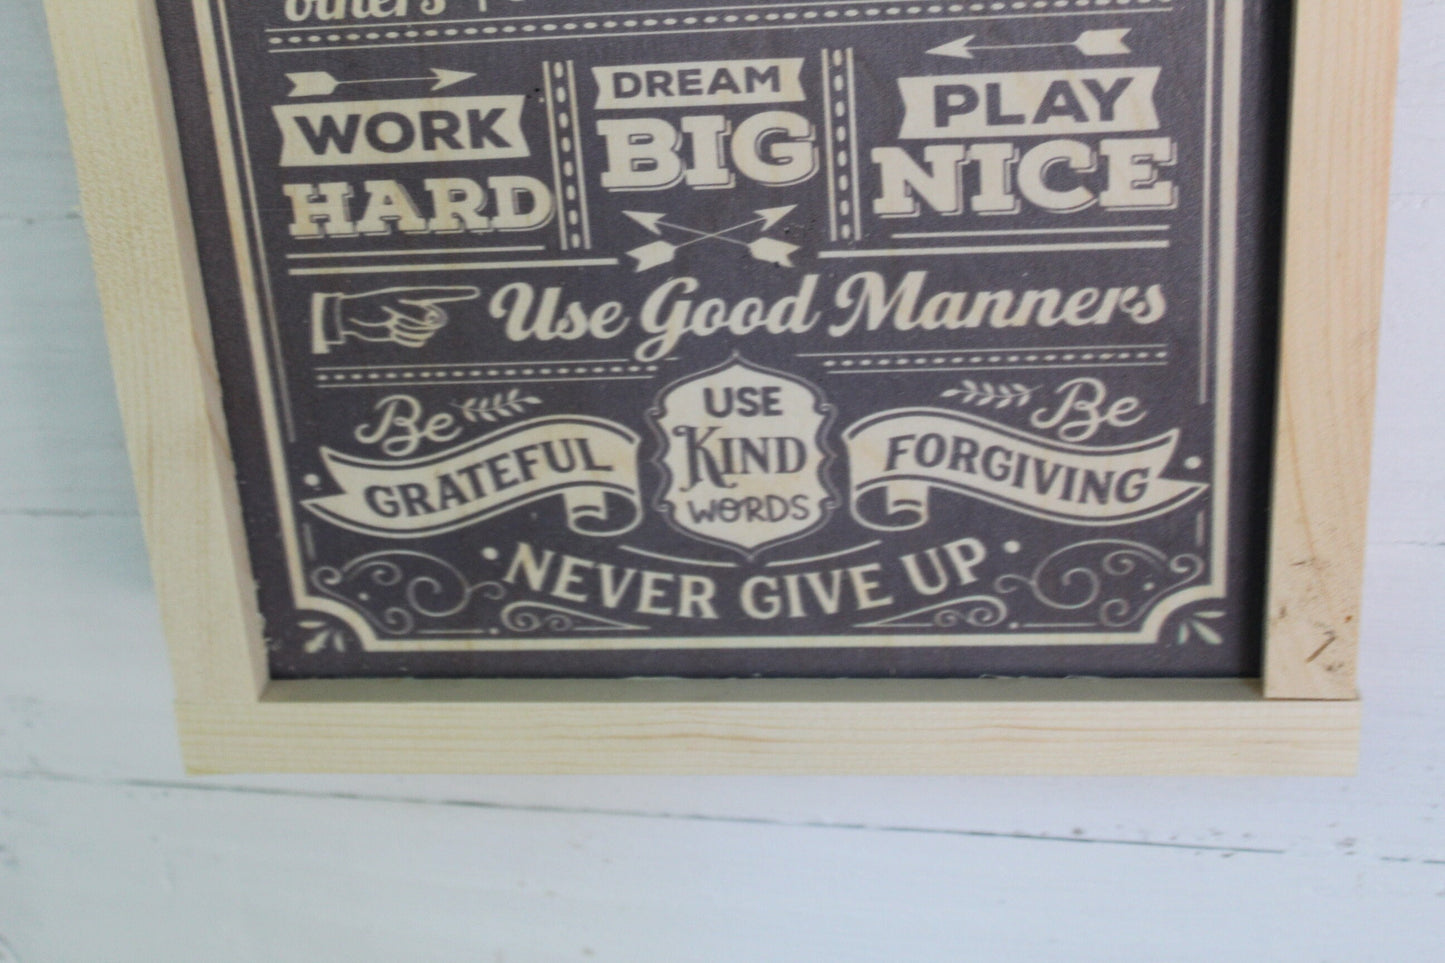 others
WORK HARD
DREAM BIG
PLAY NICE
Use Good Manners
Be GRATEFUL
USE KIND WORDS
Be FORGIVING
NEVER GIVE UP